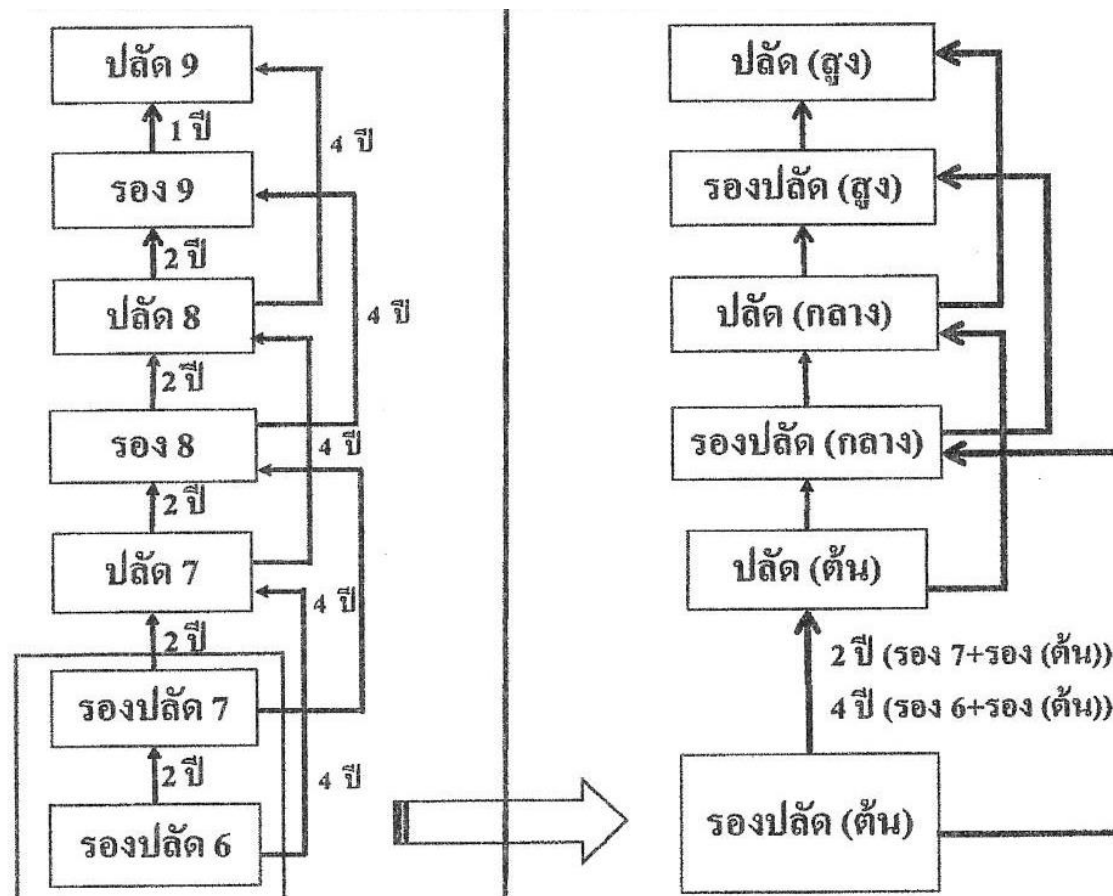 ปลัด 9
1 ปี
4 ปี
รอง 9
2 ปี
ปลัด 8
4 ปี
2 ปี
รอง 8
4 ปี
2 ปี
ปลัด 7
4 ปี
2 ปี
รองปลัด 7
2 ปี
4 ปี
รองปลัด 6
ปลัด (สูง)
รองปลัด (สูง)
ปลัด (กลาง)
รองปลัด (กลาง)
ปลัด (ต้น)
2 ปี (รอง 7+รอง (ต้น))
4 ปี (รอง 6+รอง (ต้น))
รองปลัด (ต้น)